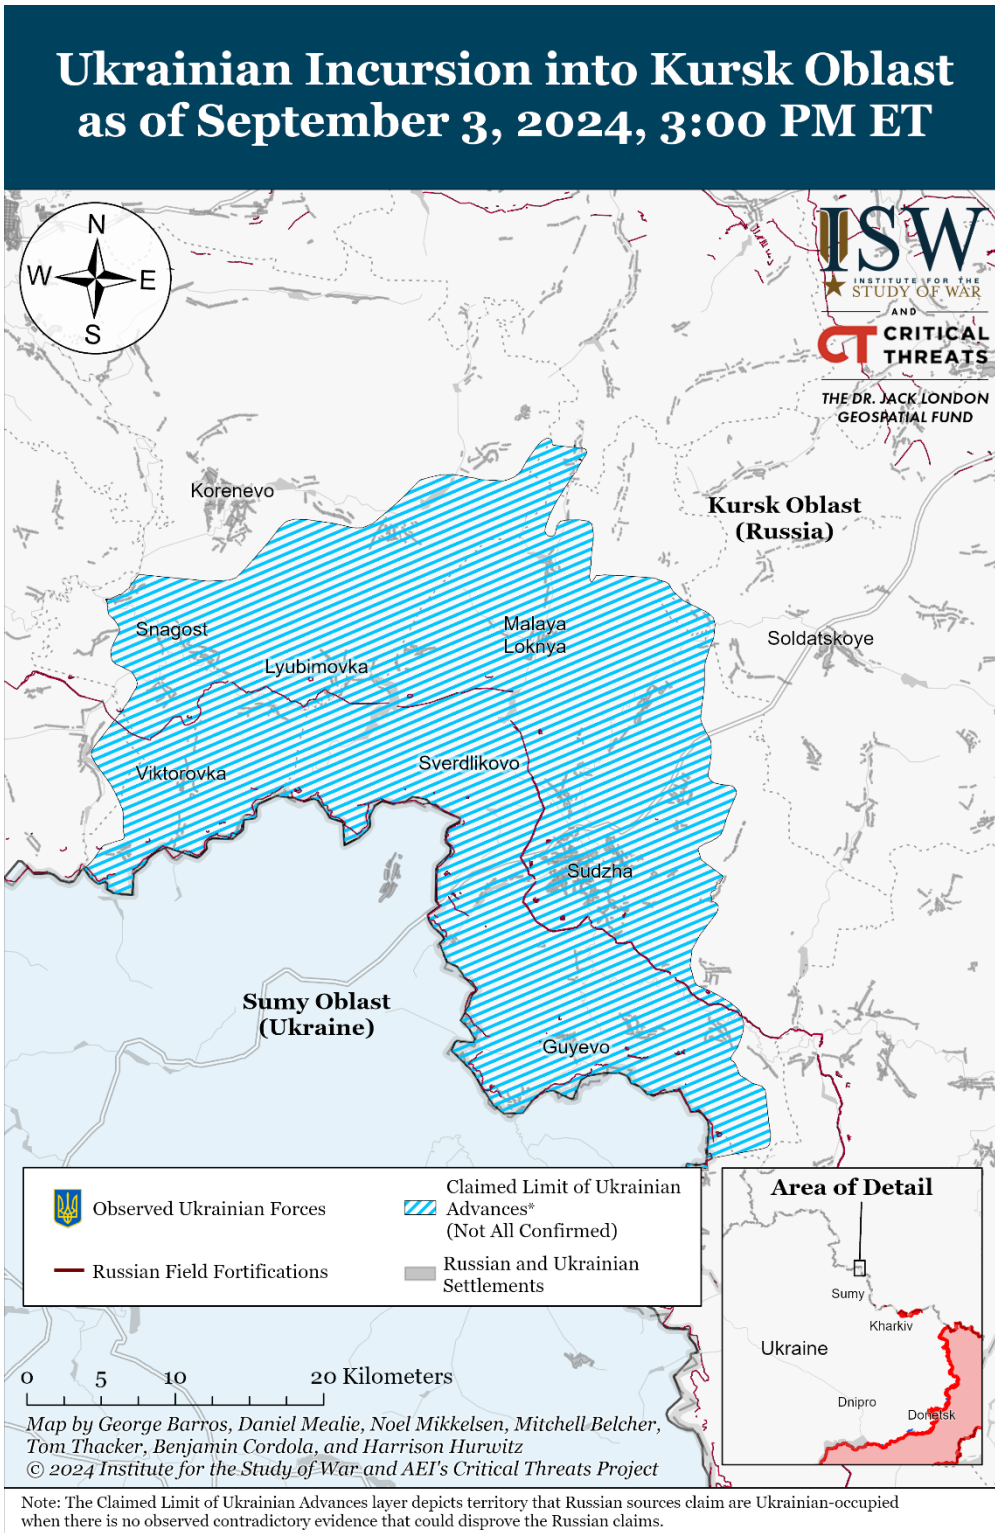 Ukrainian Incursion into Kursk Oblast
as of September 3, 2024, 3:00 PM ET
N
W
E
S
ISW
INSTITUTE FOR THE
STUDY OF WAR
AND
CT CRITICAL
THREATS
THE DR. JACK LONDON
GEOSPATIAL FUND
Korenevo
Kursk Oblast
(Russia)
Snagost
Malaya
Loknya
Soldatskoye
Lyubimovka
Sverdlikovo
Viktorovka
Sudzha
Sumy Oblast
(Ukraine)
Guyevo
Observed Ukrainian Forces
Claimed Limit of Ukrainian
Advances*
(Not All Confirmed)
Russian Field Fortifications
Russian and Ukrainian
Settlements
Area of Detail
Sumy
Kharkiv
Ukraine
Dnipro
Donetsk
0 5 10 20 Kilometers
Map by George Barros, Daniel Mealie, Noel Mikkelsen, Mitchell Belcher,
Tom Thacker, Benjamin Cordola, and Harrison Hurwitz
© 2024 Institute for the Study of War and AEI's Critical Threats Project
Note: The Claimed Limit of Ukrainian Advances layer depicts territory that Russian sources claim are Ukrainian-occupied
when there is no observed contradictory evidence that could disprove the Russian claims.